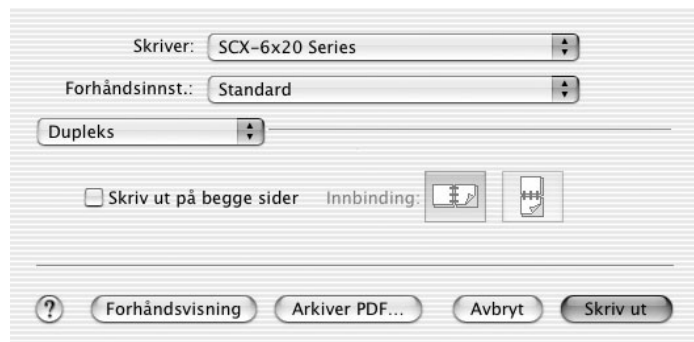 Skriver: SCX-6x20 Series
Forhåndsinnst.: Standard
Dupleks
Skriv ut på begge sider Innbinding:
? Forhåndsvisning Arkiver PDF... Avbryt Skriv ut